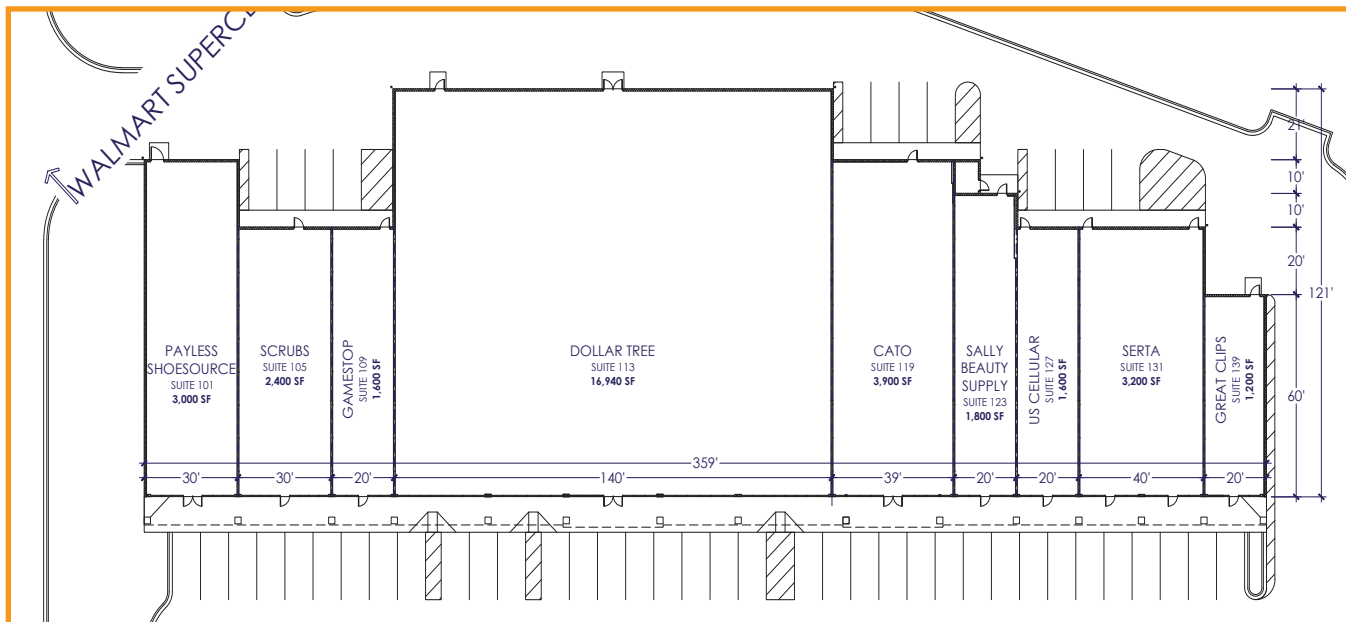 WALMART SUPERCE
PAYLESS
SHOESOURCE
SUITE 101
3,000 SF
SCRUBS
SUITE 105
2,400 SF
GAMESTOP
SUITE 109
1,600 SF
DOLLAR TREE
SUITE 113
16,940 SF
CATO
SUITE 119
3,900 SF
SALLY
BEAUTY
SUPPLY
SUITE 123
1,800 SF
US CELLULAR
SUITE 127
1,600 SF
SERTA
SUITE 131
3,200 SF
GREAT CLIPS
SUITE 139
1,200 SF
21'
10'
10'
20'
121'
60'
359'
30'
30'
20'
140'
39'
20'
20'
40'
20'